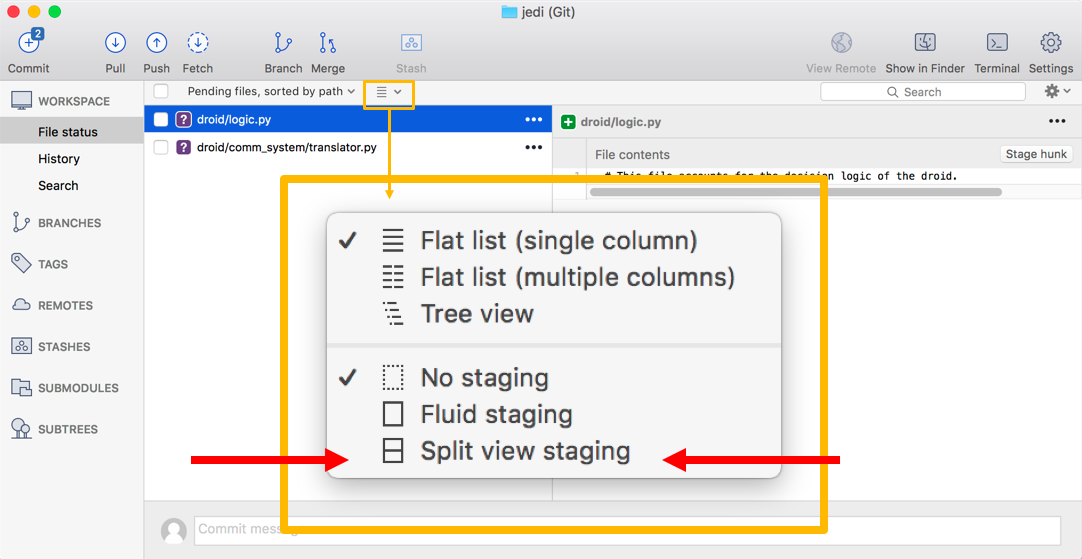 jedi (Git)
2
Commit
Pull
Push
Fetch
Branch
Merge
Stash
View Remote
Show in Finder
Terminal
Settings
WORKSPACE
File status
History
Search
BRANCHES
TAGS
REMOTES
STASHES
SUBMODULES
SUBTREES
Pending files, sorted by path
Search
? droid/logic.py
? droid/comm_system/translator.py
droid/logic.py
File contents
Stage hunk
# This file accounts for the decision logic of the droid.
Flat list (single column)
Flat list (multiple columns)
Tree view
No staging
Fluid staging
Split view staging
Commit